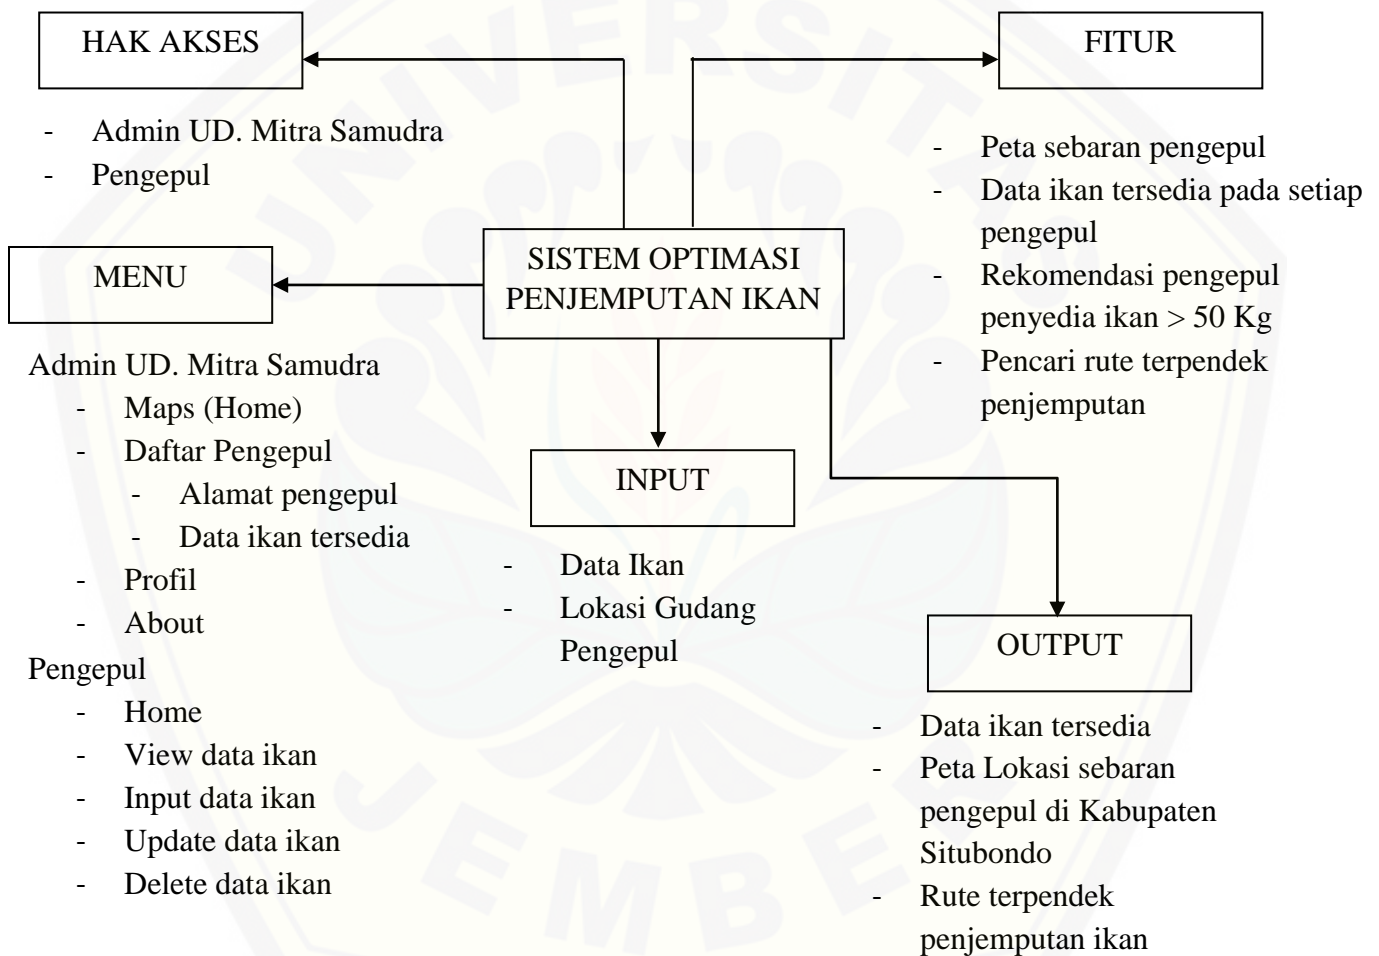 HAK AKSES
- Admin UD. Mitra Samudra
- Pengepul
FITUR
- Peta sebaran pengepul
- Data ikan tersedia pada setiap
pengepul
- Rekomendasi pengepul
penyedia ikan > 50 Kg
- Pencari rute terpendek
penjemputan
SISTEM OPTIMASI
PENJEMPUTAN IKAN
MENU
Admin UD. Mitra Samudra
- Maps (Home)
- Daftar Pengepul
- Alamat pengepul
- Data ikan tersedia
- Profil
- About
Pengepul
- Home
- View data ikan
- Input data ikan
- Update data ikan
- Delete data ikan
INPUT
- Data Ikan
- Lokasi Gudang
Pengepul
OUTPUT
- Data ikan tersedia
- Peta Lokasi sebaran
pengepul di Kabupaten
Situbondo
- Rute terpendek
penjemputan ikan
UNIVERSITAS
JEMBER